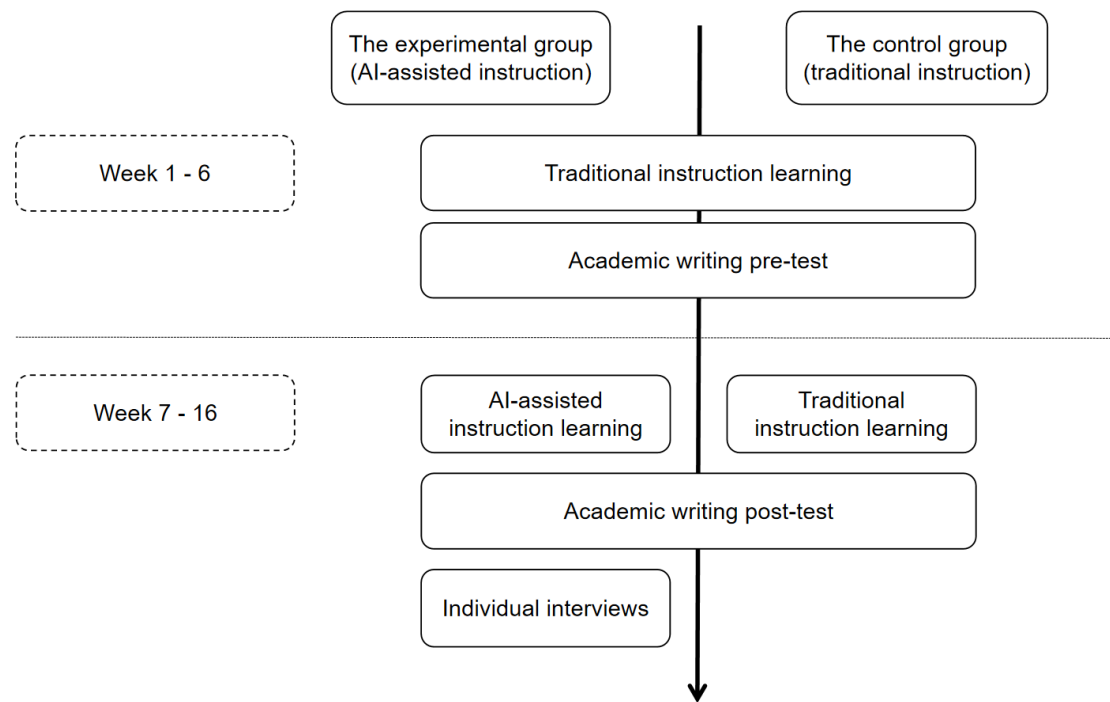 The experimental group
(AI-assisted instruction)
The control group
(traditional instruction)
Week 1 - 6
Traditional instruction learning
Academic writing pre-test
Week 7 - 16
AI-assisted
instruction learning
Traditional
instruction learning
Academic writing post-test
Individual interviews